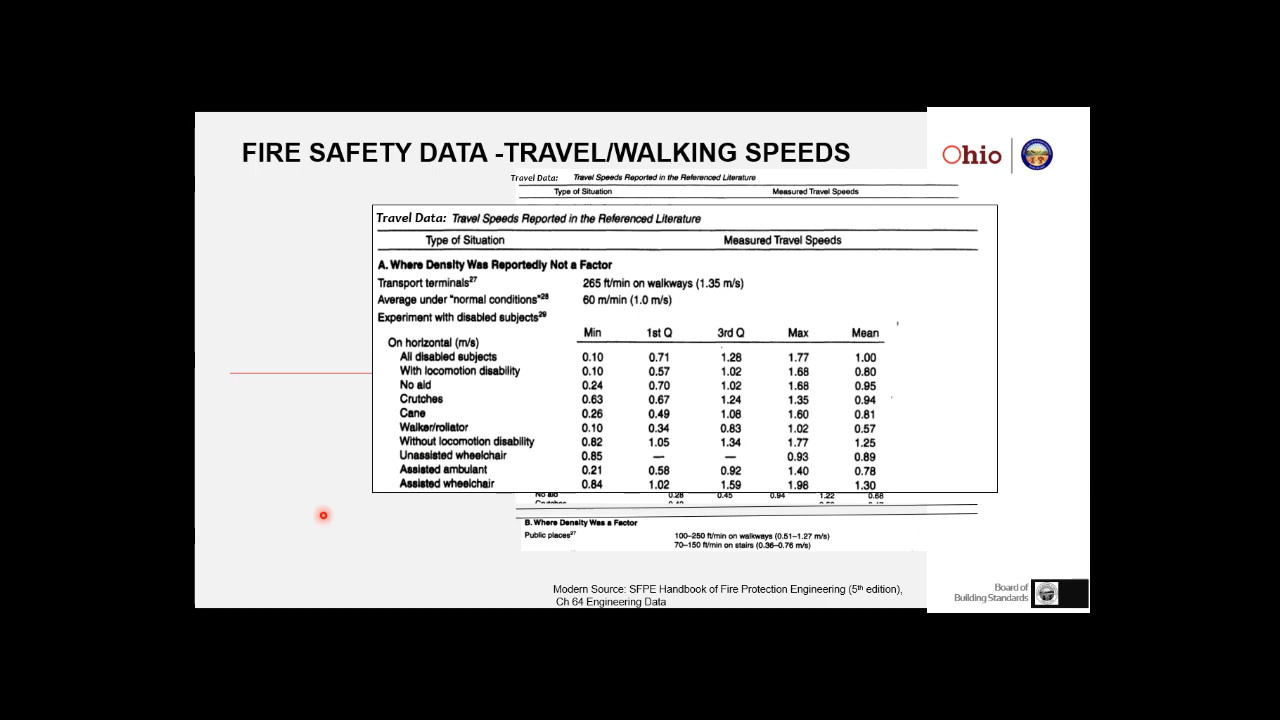 FIRE SAFETY DATA -TRAVEL/WALKING SPEEDS
Ohio
Travel Data: Travel Speeds Reported in the Referenced Literature
Type of Situation Measured Travel Speeds
Travel Data: Travel Speeds Reported in the Referenced Literature
Type of Situation Measured Travel Speeds
A. Where Density Was Reportedly Not a Factor
Transport terminals27 265 ft/min on walkways (1.35 m/s)
Average under "normal conditions"28 60 m/min (1.0 m/s)
Experiment with disabled subjects29
Min 1st Q 3rd Q Max Mean
On horizontal (m/s)
All disabled subjects 0.10 0.71 1.28 1.77 1.00
With locomotion disability 0.10 0.57 1.02 1.68 0.80
No aid 0.24 0.70 1.02 1.68 0.95
Crutches 0.63 0.67 1.24 1.35 0.94
Cane 0.26 0.49 1.08 1.60 0.81
Walker/rollator 0.10 0.34 0.83 1.02 0.57
Without locomotion disability 0.82 1.05 1.34 1.77 1.25
Unassisted wheelchair 0.85 — — 0.93 0.89
Assisted ambulant 0.21 0.58 0.92 1.40 0.78
Assisted wheelchair 0.84 1.02 1.59 1.98 1.30
No aid 0.28 0.45 0.94 1.22 0.68
B. Where Density Was a Factor
Public places27 100–250 ft/min on walkways (0.51–1.27 m/s)
70–150 ft/min on stairs (0.36–0.76 m/s)
Modern Source: SFPE Handbook of Fire Protection Engineering (5th edition),
Ch 64 Engineering Data
Board of
Building Standards